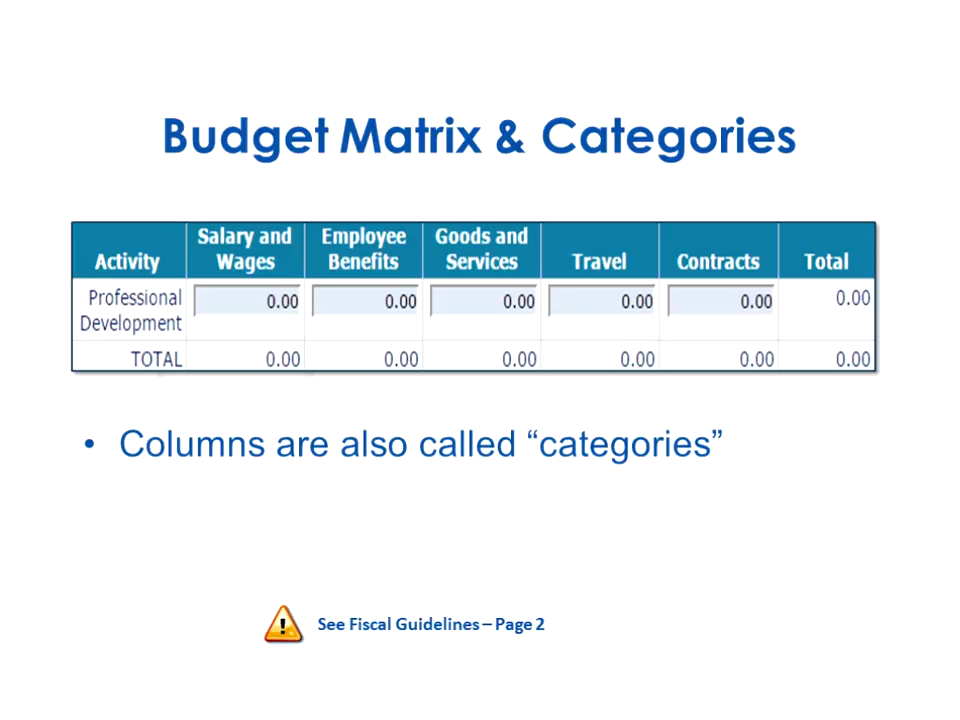 Budget Matrix & Categories
Activity Salary and Wages Employee Benefits Goods and Services Travel Contracts Total
Professional Development 0.00 0.00 0.00 0.00 0.00 0.00
TOTAL 0.00 0.00 0.00 0.00 0.00 0.00
• Columns are also called “categories”
See Fiscal Guidelines – Page 2